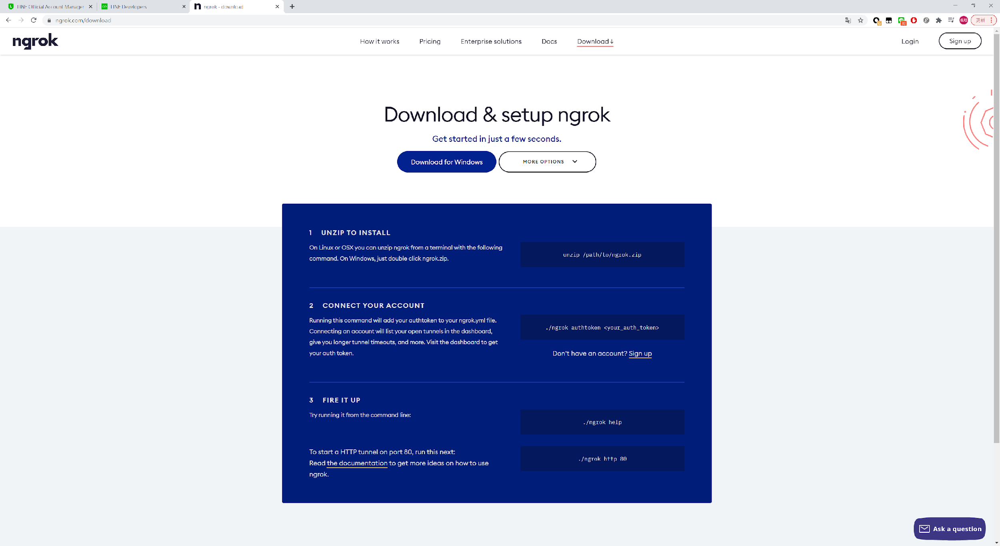 LINE Official Account Manager
LINE Developers
ngrok - download
ngrok.com/download
6
38
更新
ngrok
How it works
Pricing
Enterprise solutions
Docs
Download↓
Login
Sign up
Download & setup ngrok
Get started in just a few seconds.
Download for Windows
MORE OPTIONS
1 UNZIP TO INSTALL
On Linux or OSX you can unzip ngrok from a terminal with the following
command. On Windows, just double click ngrok.zip.
unzip /path/to/ngrok.zip
2 CONNECT YOUR ACCOUNT
Running this command will add your authtoken to your ngrok.yml file.
Connecting an account will list your open tunnels in the dashboard,
give you longer tunnel timeouts, and more. Visit the dashboard to get
your auth token.
./ngrok authtoken <your_auth_token>
Don't have an account? Sign up
3 FIRE IT UP
Try running it from the command line:
./ngrok help
To start a HTTP tunnel on port 80, run this next:
Read the documentation to get more ideas on how to use
ngrok.
./ngrok http 80
Ask a question